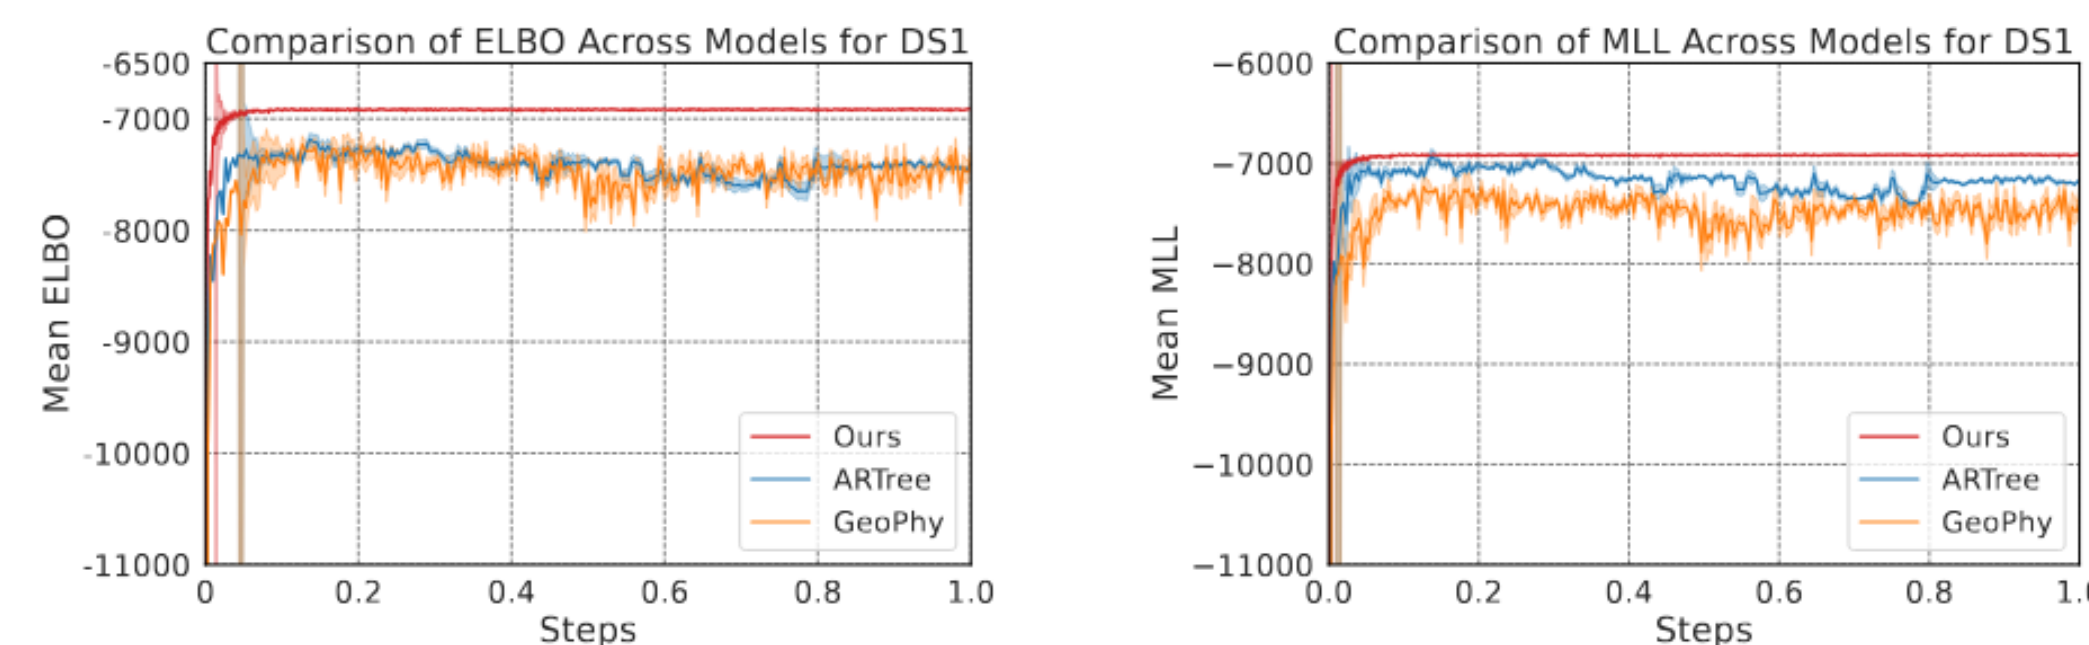 Comparison of ELBO Across Models for DS1
-6500
-7000
-8000
-9000
-10000
-11000
Mean ELBO
0 0.2 0.4 0.6 0.8 1.0
Steps
Ours
ARTree
GeoPhy
Comparison of MLL Across Models for DS1
−6000
−7000
−8000
−9000
−10000
−11000
Mean MLL
0.0 0.2 0.4 0.6 0.8 1.0
Steps
Ours
ARTree
GeoPhy